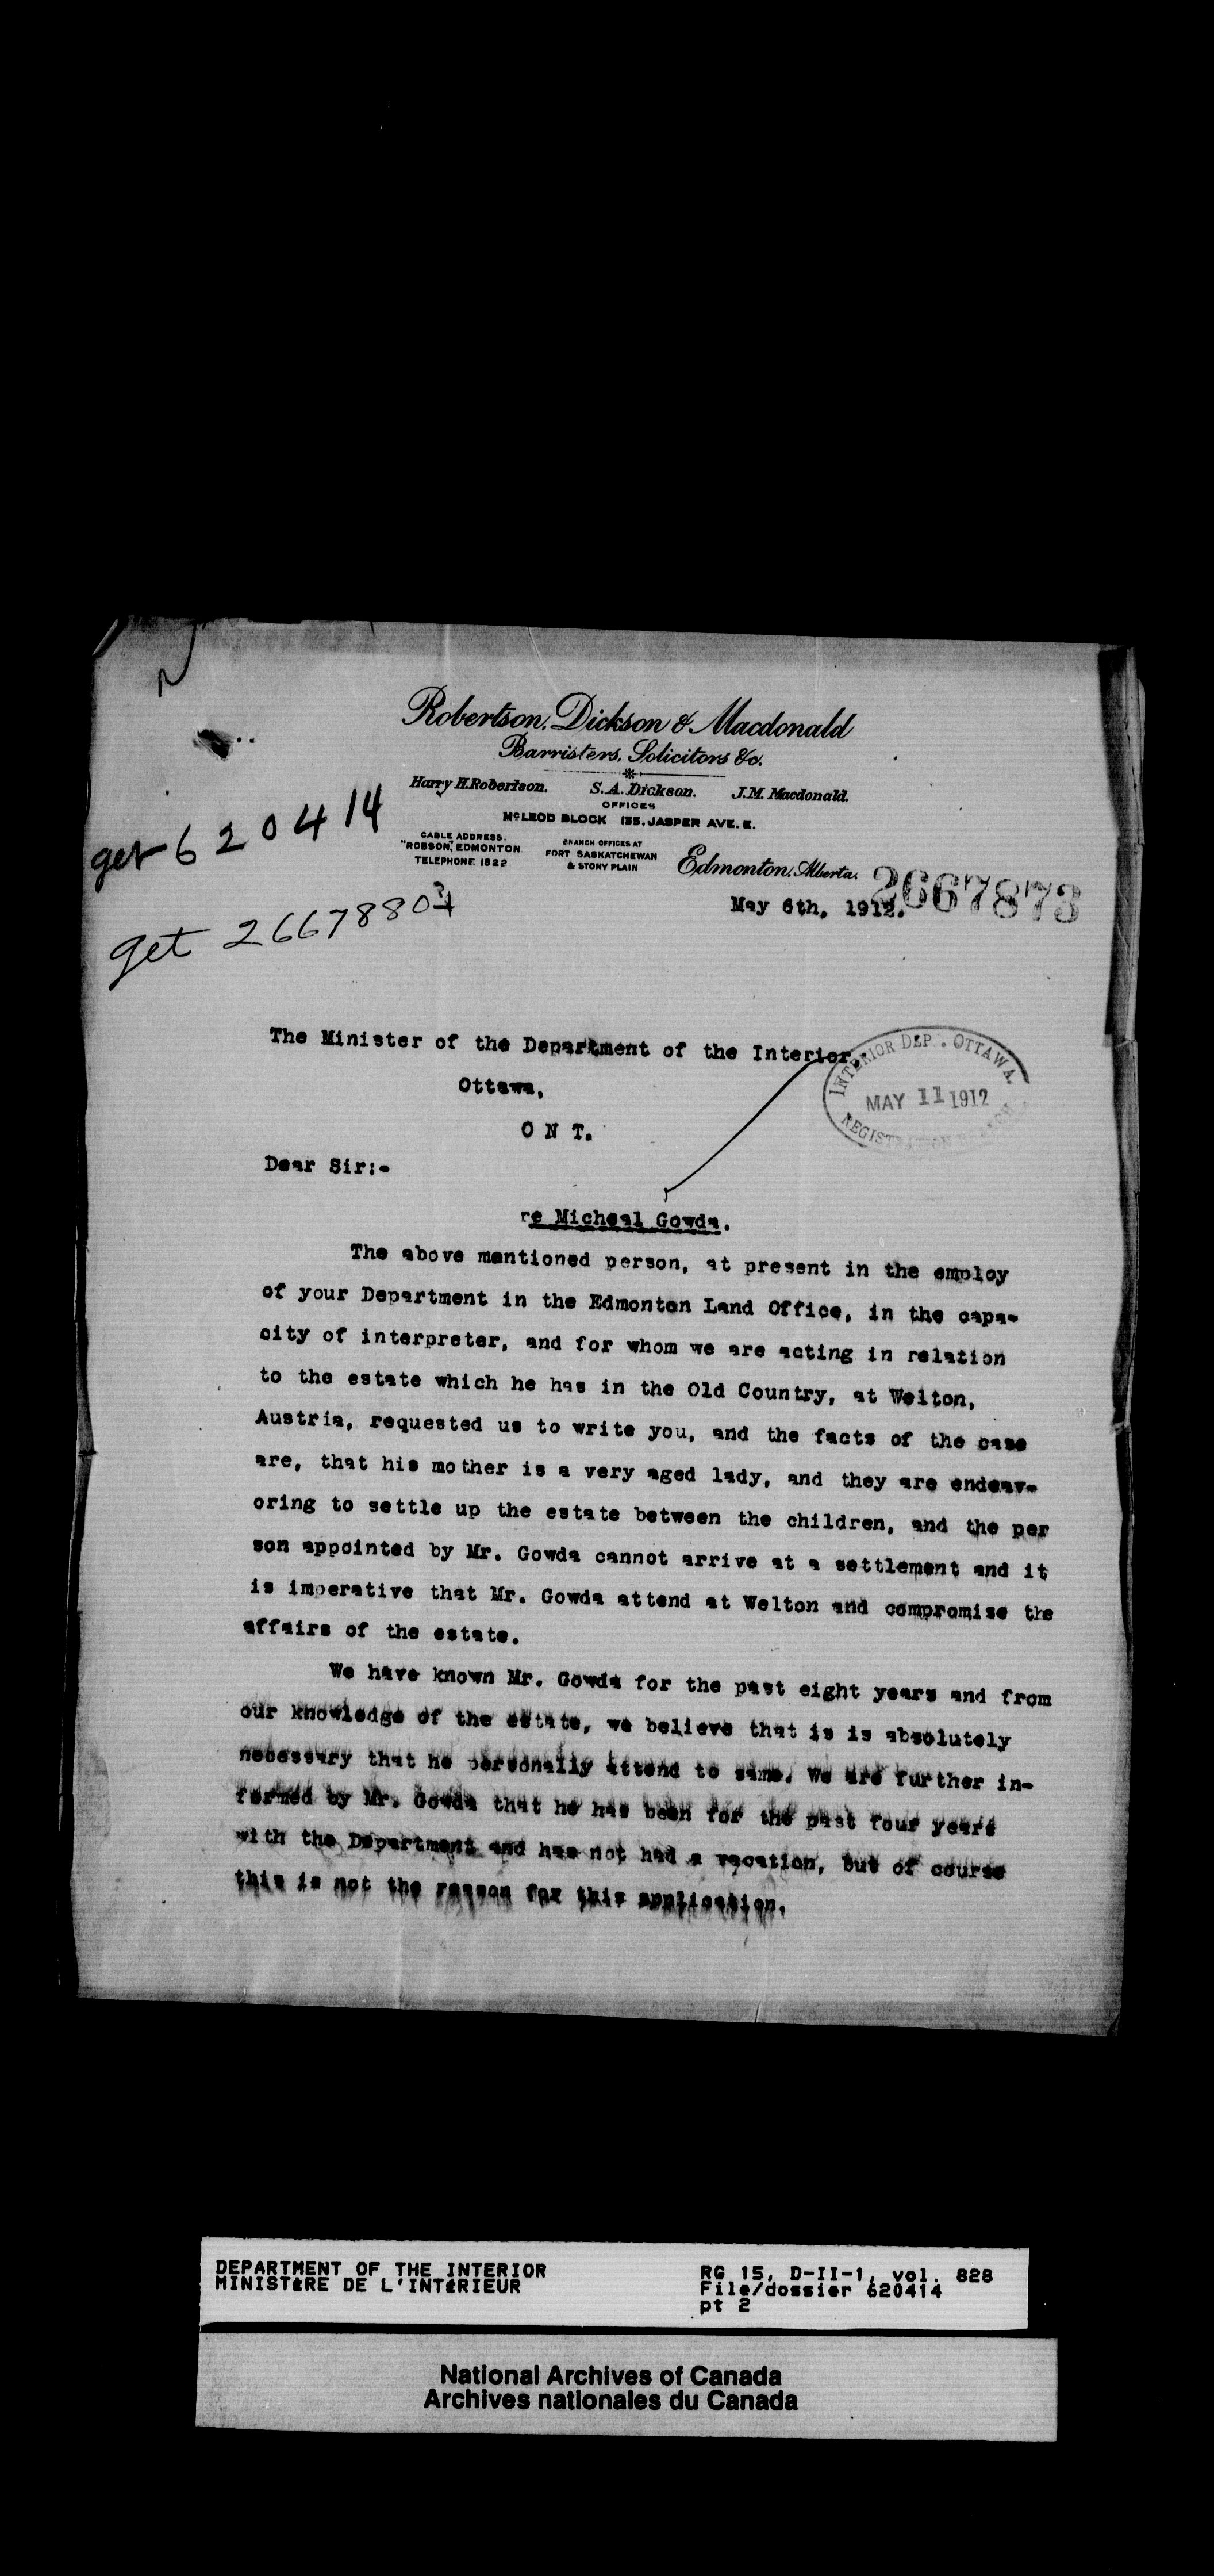 Robertson, Dickson & Macdonald
Barristers, Solicitors &c.
Harry H. Robertson. S. A. Dickson. J. M. Macdonald.
OFFICES
McLEOD BLOCK 135, JASPER AVE. E.
CABLE ADDRESS.
"ROBSON", EDMONTON
TELEPHONE 1822
BRANCH OFFICES AT
FORT SASKATCHEWAN
& STONY PLAIN
Edmonton, Alberta.
get 620414
2667873
May 6th, 1912.
get 2667880
The Minister of the Department of the Interior,
INTERIOR DEP. OTTAWA.
MAY 11 1912
REGISTRATION BRANCH
Ottawa,
O N T.
Dear Sir:-
re Micheal Gowda.
The above mentioned person, at present in the employ
of your Department in the Edmonton Land Office, in the capa-
city of interpreter, and for whom we are acting in relation
to the estate which he has in the Old Country, at Welton,
Austria, requested us to write you, and the facts of the case
are, that his mother is a very aged lady, and they are endeav-
oring to settle up the estate between the children, and the per
son appointed by Mr. Gowda cannot arrive at a settlement and it
is imperative that Mr. Gowda attend at Welton and compromise the
affairs of the estate.
We have known Mr. Gowda for the past eight years and from
our knowledge of the estate, we believe that is is absolutely
necessary that he personally attend to same. We are further in-
formed by Mr. Gowda that he has been for the past four years
with the Department and has not had a vacation, but of course
this is not the reason for this application.
DEPARTMENT OF THE INTERIOR
MINISTÈRE DE L'INTÉRIEUR
RG 15, D-II-1, vol. 828
File/dossier 620414
pt 2
National Archives of Canada
Archives nationales du Canada